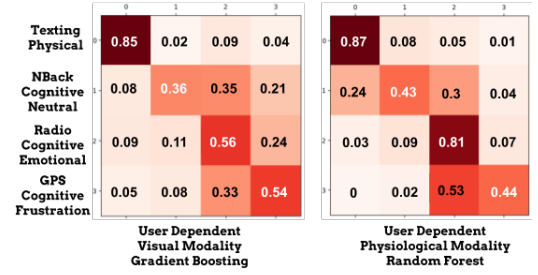 0 1 2 3 0 1 2 3
Texting
Physical
0 0.85 0.02 0.09 0.04 0 0.87 0.08 0.05 0.01
NBack
Cognitive
Neutral
1 0.08 0.36 0.35 0.21 1 0.24 0.43 0.3 0.04
Radio
Cognitive
Emotional
2 0.09 0.11 0.56 0.24 2 0.03 0.09 0.81 0.07
GPS
Cognitive
Frustration
3 0.05 0.08 0.33 0.54 3 0 0.02 0.53 0.44
User Dependent
Visual Modality
Gradient Boosting
User Dependent
Physiological Modality
Random Forest